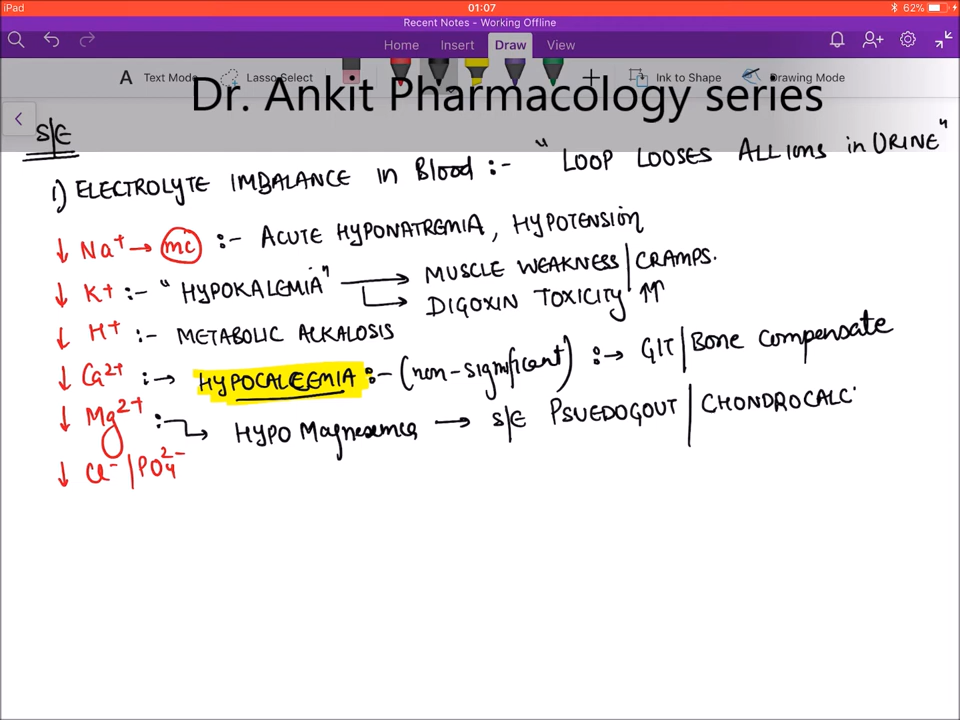 iPad 01:07 62%
Recent Notes - Working Offline
Home Insert Draw View
Text Mode Lasso Select Ink to Shape Drawing Mode
Dr. Ankit Pharmacology series
S/E
1) ELECTROLYTE IMBALANCE in Blood :- "LOOP LOOSES ALL IONS in URINE"
↓ Na⁺ → mc :- ACUTE HYPONATREMIA, HYPOTENSION
↓ K+ :- "HYPOKALEMIA" → MUSCLE WEAKNESS | CRAMPS.
→ DIGOXIN TOXICITY ↑↑
↓ H⁺ :- METABOLIC ALKALOSIS
↓ Ca²⁺ :→ HYPOCALCEMIA :- (non-significant) :→ GIT | Bone compensate
↓ Mg²⁺ :→ HYPO Magnesemia → S/E PSUEDOGOUT | CHONDROCALC
↓ Cl⁻ | PO₄²⁻